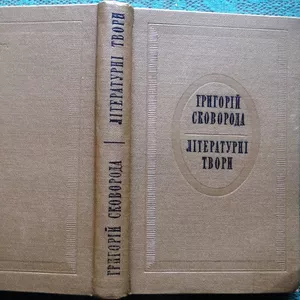 ГРИГОРІЙ СКОВОРОДА | ЛІТЕРАТУРНІ ТВОРИ
ГРИГОРІЙ
СКОВОРОДА
ЛІТЕРАТУРНІ
ТВОРИ